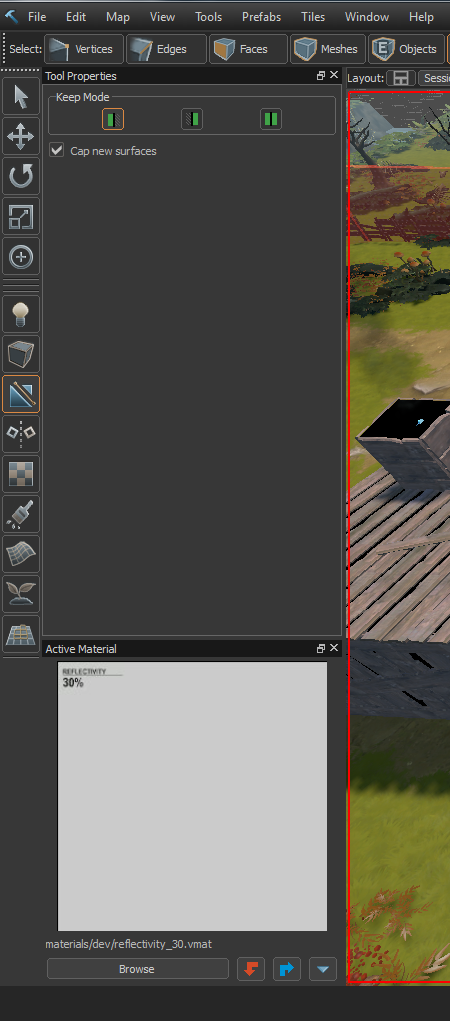 File Edit Map View Tools Prefabs Tiles Window Help
Select: Vertices Edges Faces Meshes Objects
Tool Properties
Layout: Sessi
Keep Mode
Cap new surfaces
Active Material
REFLECTIVITY
30%
materials/dev/reflectivity_30.vmat
Browse